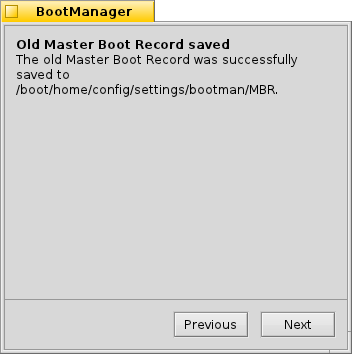 BootManager
Old Master Boot Record saved
The old Master Boot Record was successfully
saved to
/boot/home/config/settings/bootman/MBR.
Previous
Next